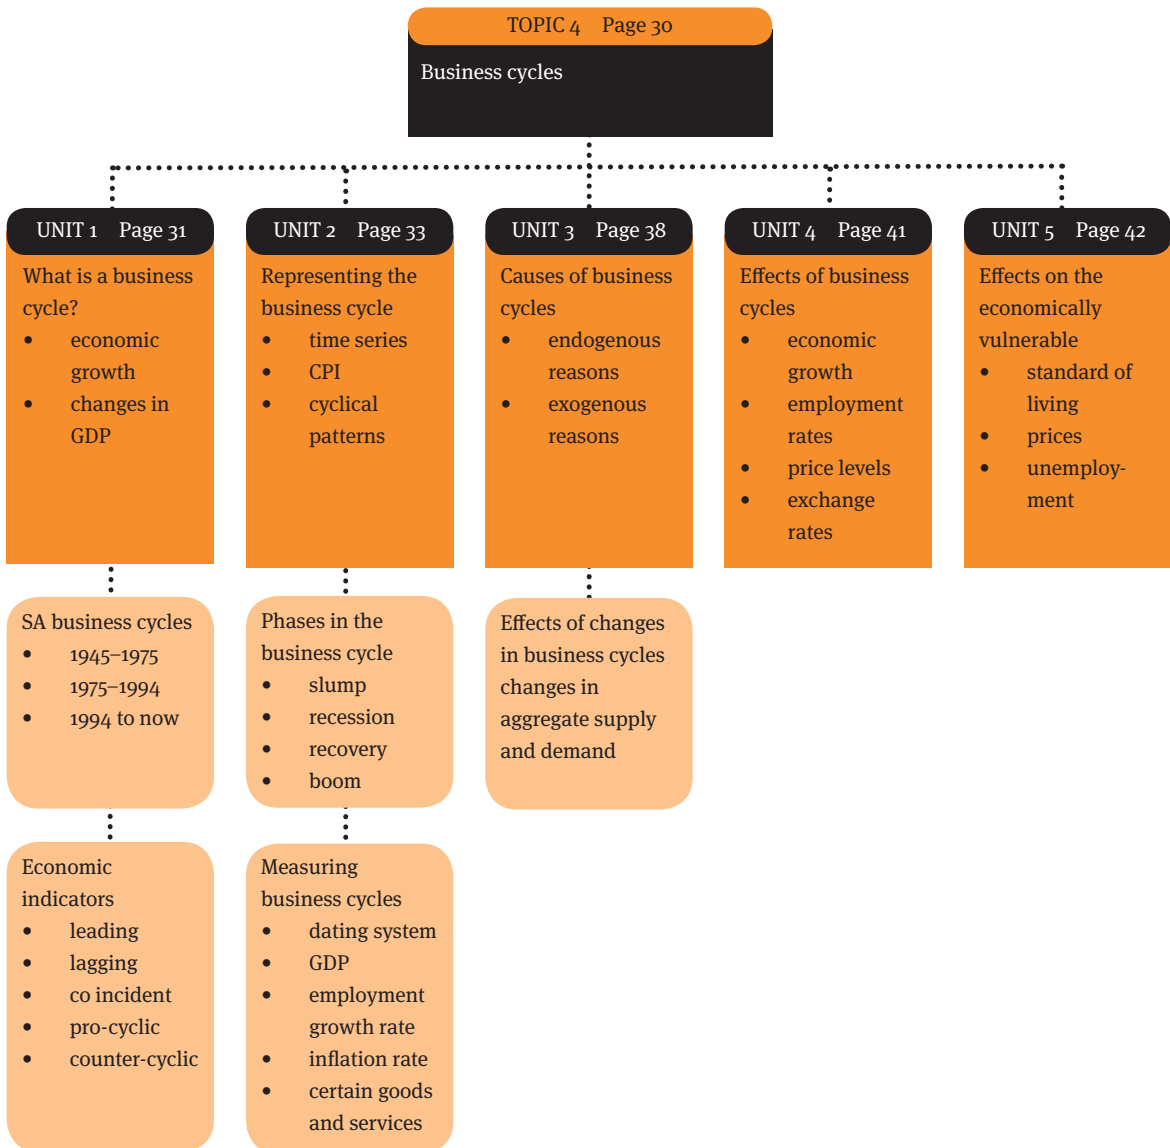 TOPIC 4 Page 30
Business cycles
UNIT 1 Page 31
What is a business
cycle?
• economic
growth
• changes in
GDP
SA business cycles
• 1945–1975
• 1975–1994
• 1994 to now
Economic
indicators
• leading
• lagging
• co incident
• pro-cyclic
• counter-cyclic
UNIT 2 Page 33
Representing the
business cycle
• time series
• CPI
• cyclical
patterns
Phases in the
business cycle
• slump
• recession
• recovery
• boom
Measuring
business cycles
• dating system
• GDP
• employment
growth rate
• inflation rate
• certain goods
and services
UNIT 3 Page 38
Causes of business
cycles
• endogenous
reasons
• exogenous
reasons
Effects of changes
in business cycles
changes in
aggregate supply
and demand
UNIT 4 Page 41
Effects of business
cycles
• economic
growth
• employment
rates
• price levels
• exchange
rates
UNIT 5 Page 42
Effects on the
economically
vulnerable
• standard of
living
• prices
• unemploy-
ment